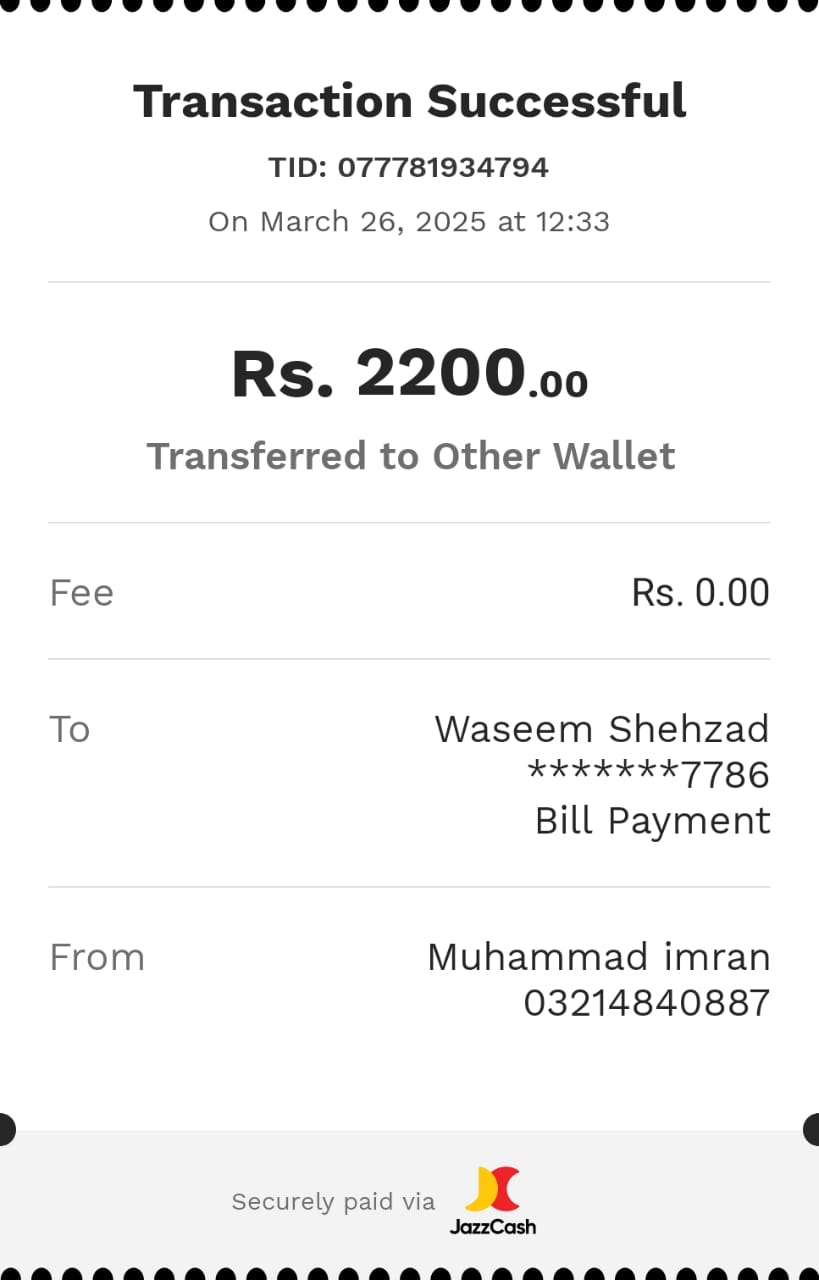 Transaction Successful
TID: 077781934794
On March 26, 2025 at 12:33
Rs. 2200.00
Transferred to Other Wallet
Fee Rs. 0.00
To Waseem Shehzad
*******7786
Bill Payment
From Muhammad imran
03214840887
Securely paid via
JazzCash